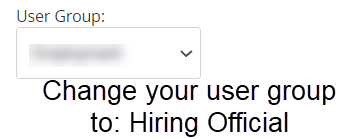 User Group:
Change your user group
to: Hiring Official